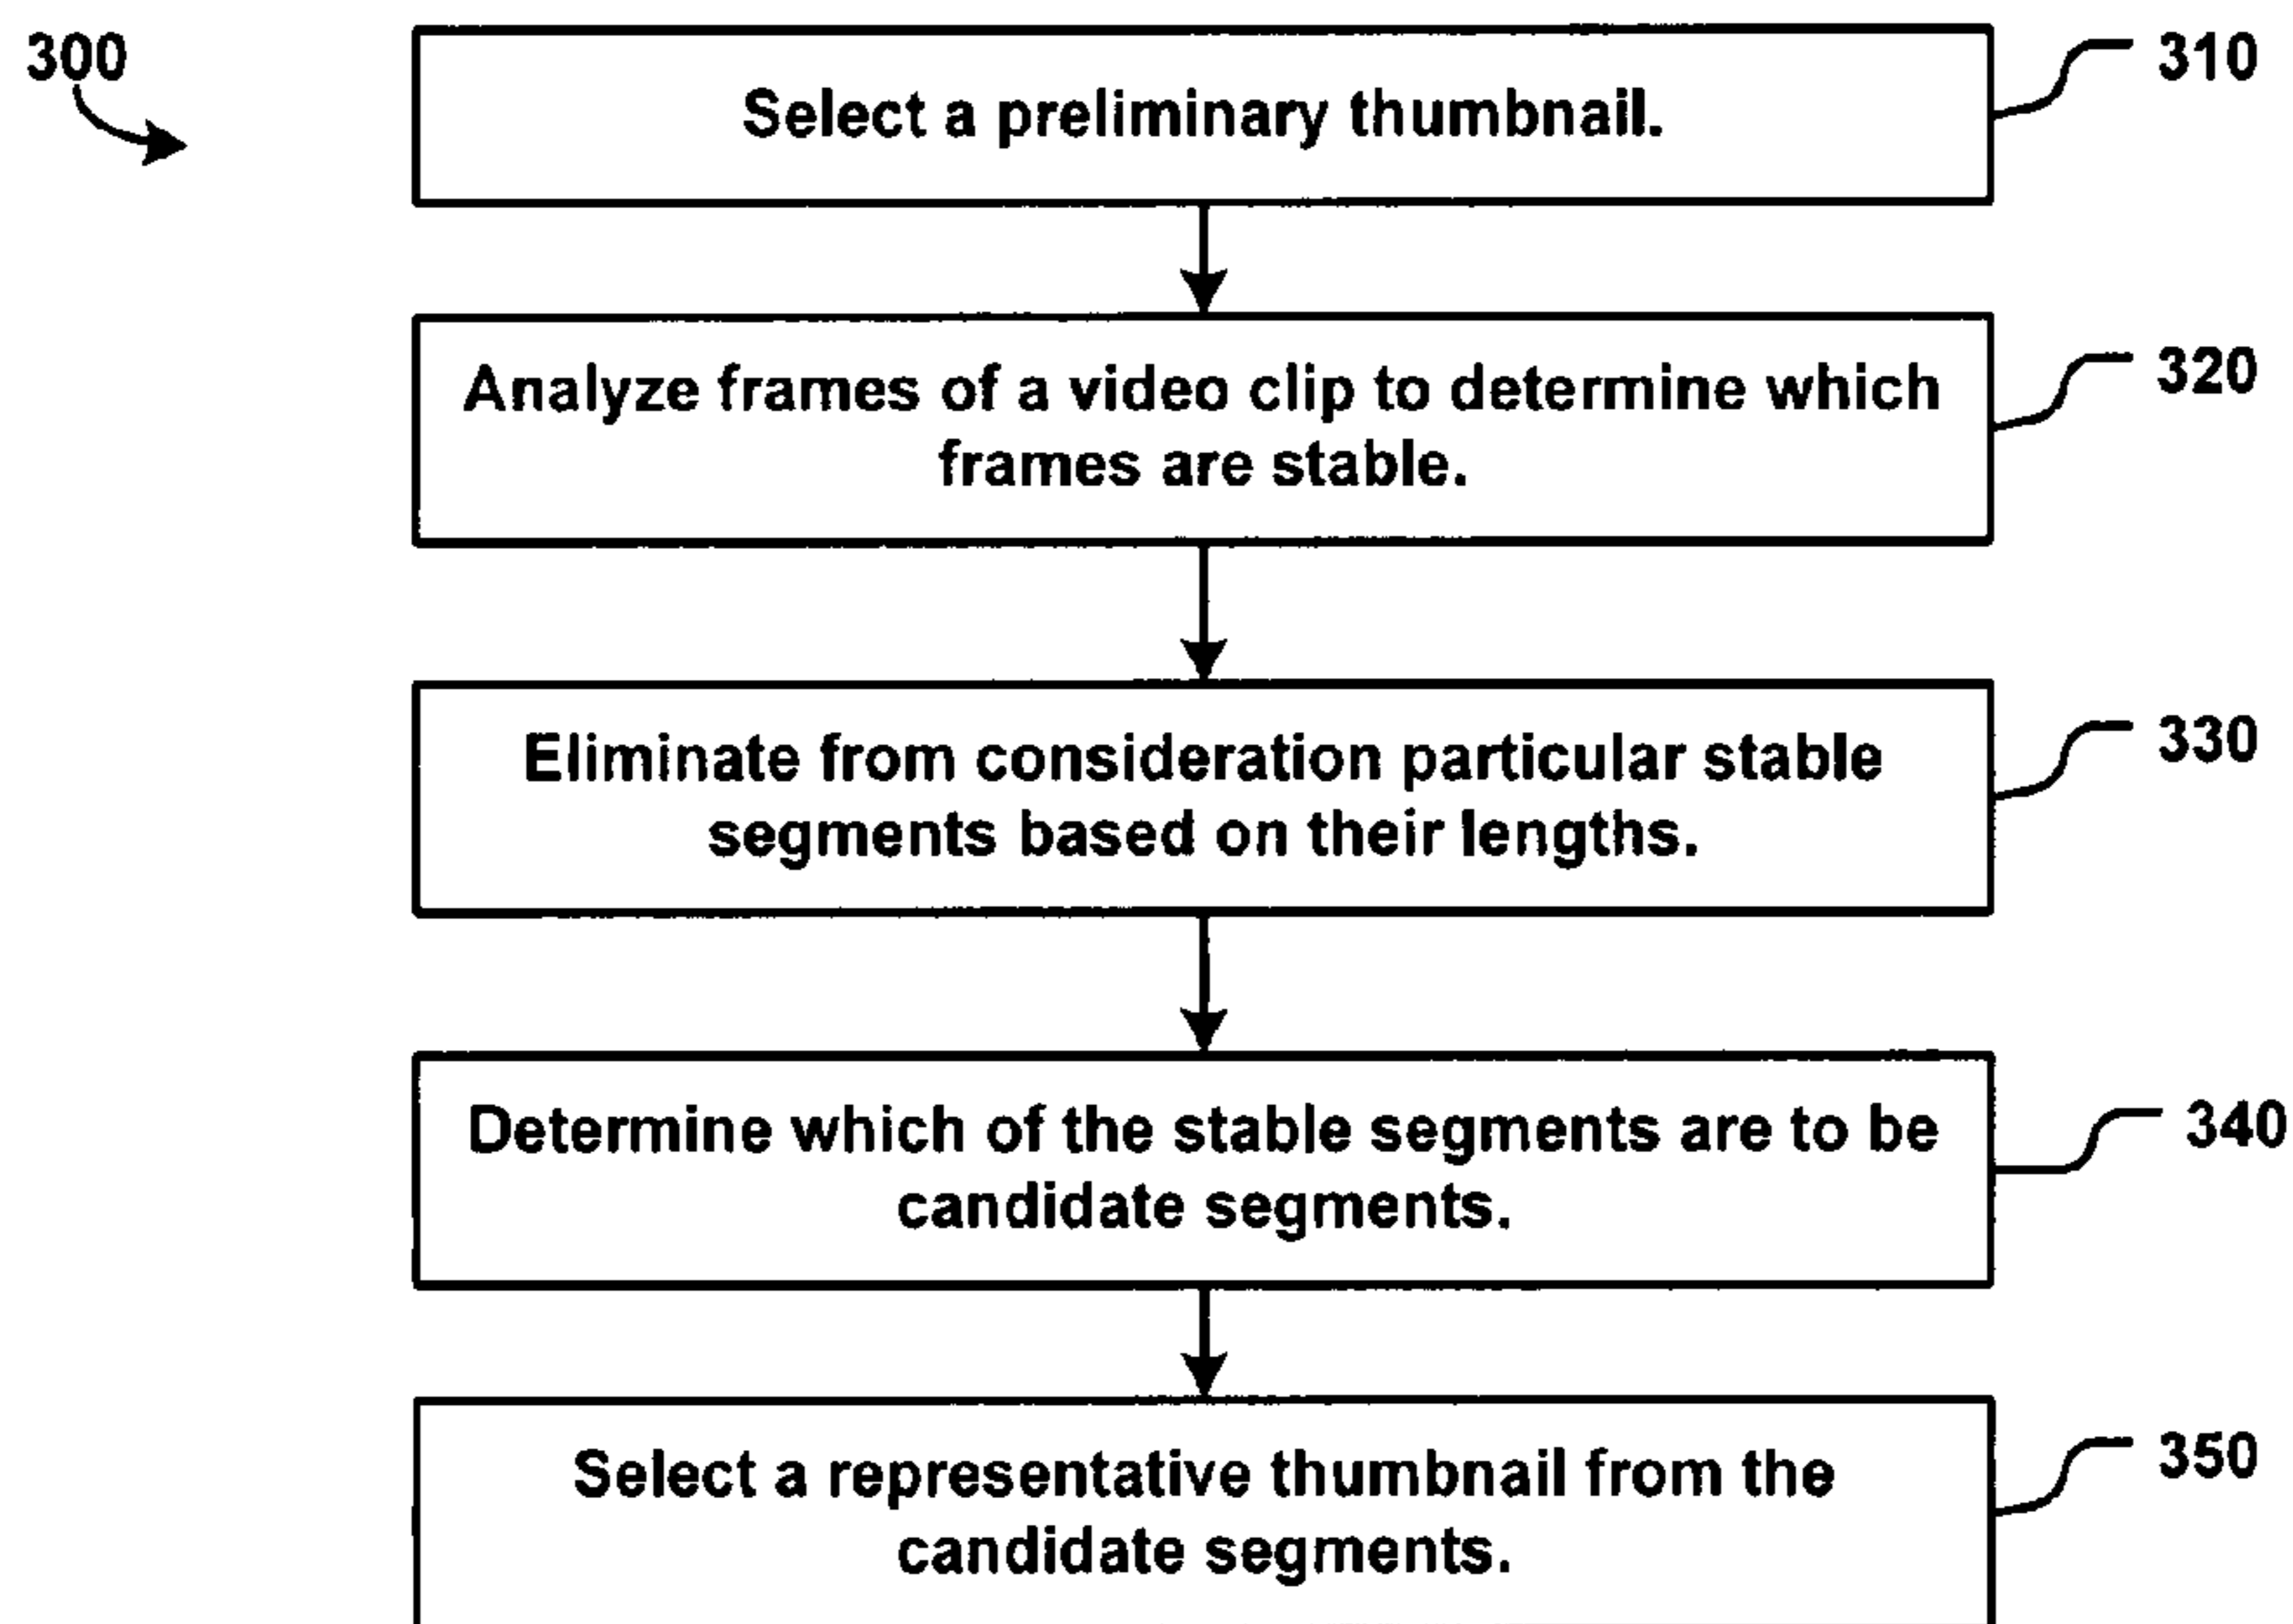 300
310
Select a preliminary thumbnail.
320
Analyze frames of a video clip to determine which
frames are stable.
330
Eliminate from consideration particular stable
segments based on their lengths.
340
Determine which of the stable segments are to be
candidate segments.
350
Select a representative thumbnail from the
candidate segments.